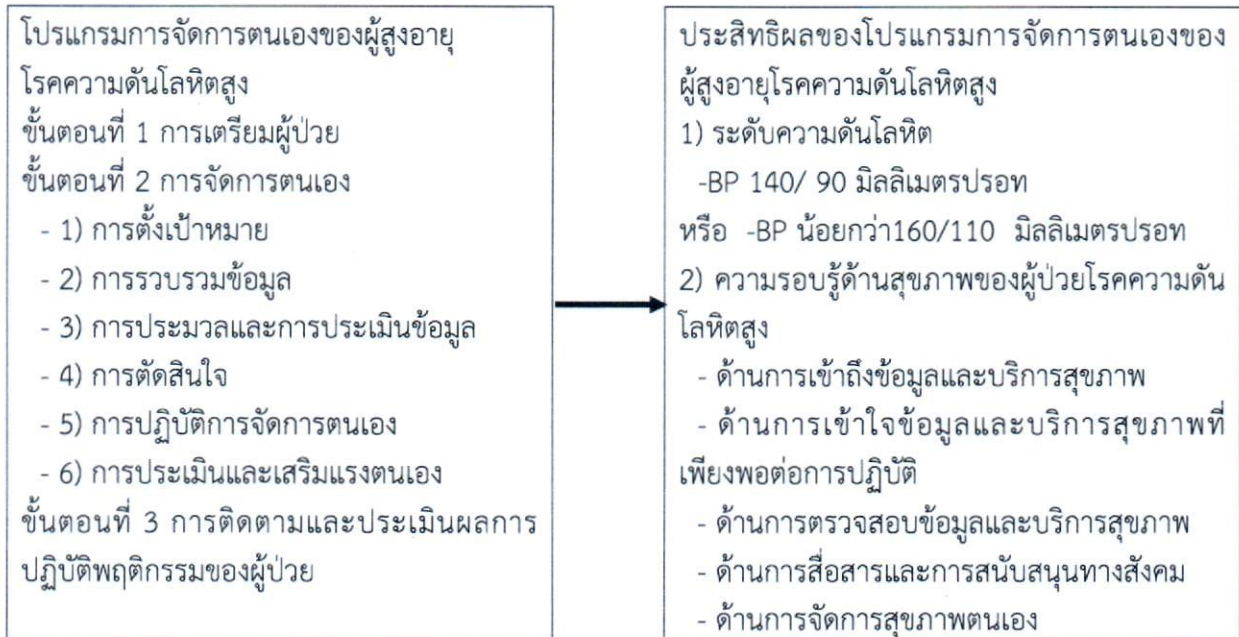 โปรแกรมการจัดการตนเองของผู้สูงอายุ
โรคความดันโลหิตสูง
ขั้นตอนที่ 1 การเตรียมผู้ป่วย
ขั้นตอนที่ 2 การจัดการตนเอง
- 1) การตั้งเป้าหมาย
- 2) การรวบรวมข้อมูล
- 3) การประมวลและการประเมินข้อมูล
- 4) การตัดสินใจ
- 5) การปฏิบัติการจัดการตนเอง
- 6) การประเมินและเสริมแรงตนเอง
ขั้นตอนที่ 3 การติดตามและประเมินผลการ
ปฏิบัติพฤติกรรมของผู้ป่วย
ประสิทธิผลของโปรแกรมการจัดการตนเองของ
ผู้สูงอายุโรคความดันโลหิตสูง
1) ระดับความดันโลหิต
-BP 140/ 90 มิลลิเมตรปรอท
หรือ -BP น้อยกว่า160/110 มิลลิเมตรปรอท
2) ความรอบรู้ด้านสุขภาพของผู้ป่วยโรคความดัน
โลหิตสูง
- ด้านการเข้าถึงข้อมูลและบริการสุขภาพ
- ด้านการเข้าใจข้อมูลและบริการสุขภาพที่
เพียงพอต่อการปฏิบัติ
- ด้านการตรวจสอบข้อมูลและบริการสุขภาพ
- ด้านการสื่อสารและการสนับสนุนทางสังคม
- ด้านการจัดการสุขภาพตนเอง